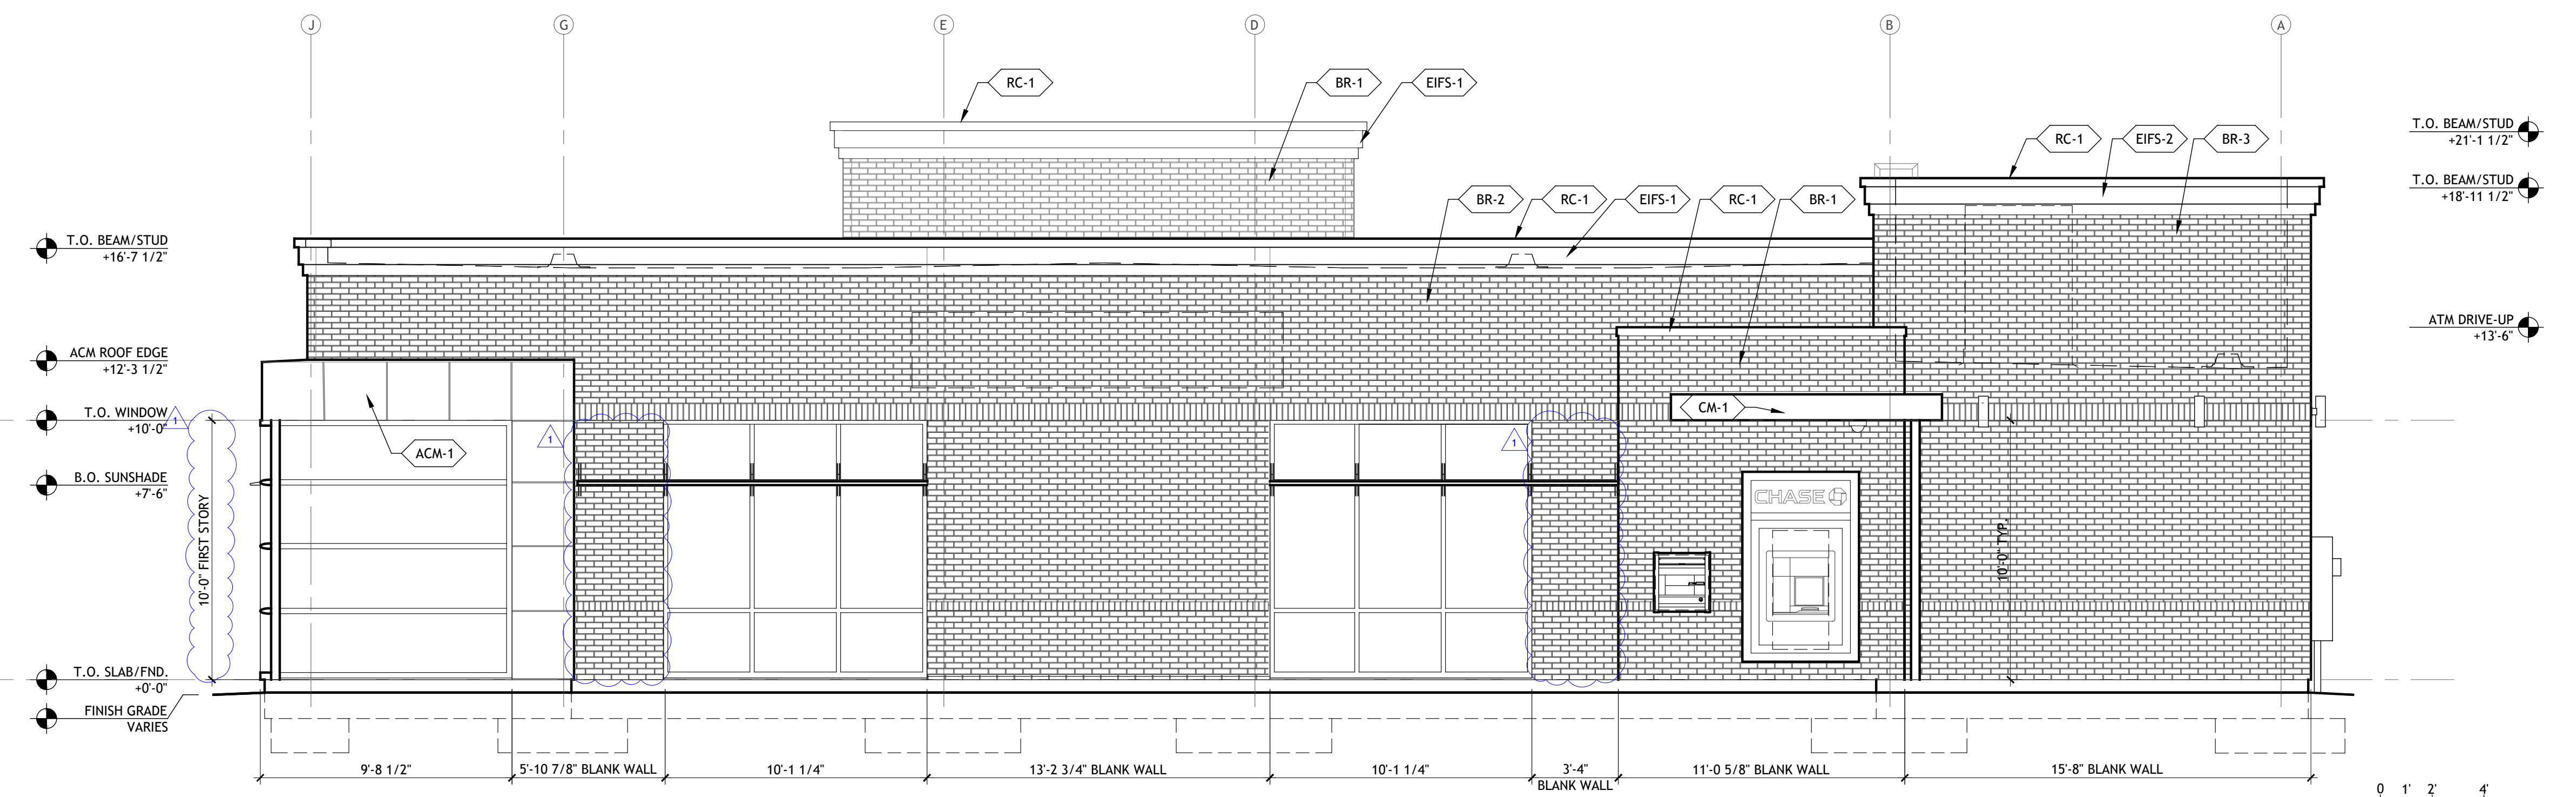 J
G
E
D
B
A
RC-1
BR-1
EIFS-1
T.O. BEAM/STUD
+21'-1 1/2"
RC-1
EIFS-2
BR-3
T.O. BEAM/STUD
+18'-11 1/2"
BR-2
RC-1
EIFS-1
RC-1
BR-1
T.O. BEAM/STUD
+16'-7 1/2"
ATM DRIVE-UP
+13'-6"
ACM ROOF EDGE
+12'-3 1/2"
T.O. WINDOW
+10'-0"
1
CM-1
1
1
ACM-1
B.O. SUNSHADE
+7'-6"
CHASE
10'-0" FIRST STORY
10'-0" TYP.
T.O. SLAB/FND.
+0'-0"
FINISH GRADE
VARIES
9'-8 1/2"
5'-10 7/8" BLANK WALL
10'-1 1/4"
13'-2 3/4" BLANK WALL
10'-1 1/4"
3'-4"
BLANK WALL
11'-0 5/8" BLANK WALL
15'-8" BLANK WALL
0 1' 2' 4'